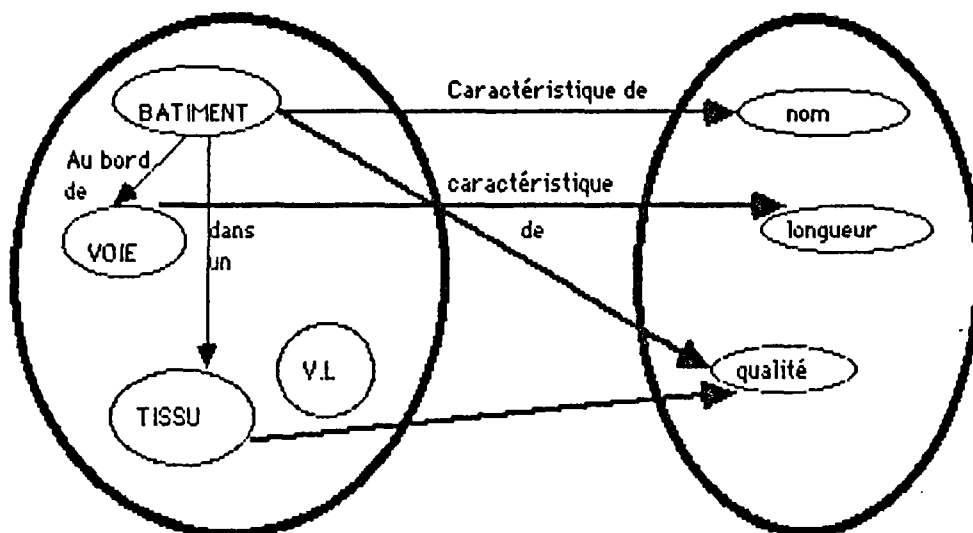 Caractéristique de
BATIMENT
nom
Au bord
de
caractéristique
de
VOIE
dans
un
longueur
V.L
qualité
TISSU